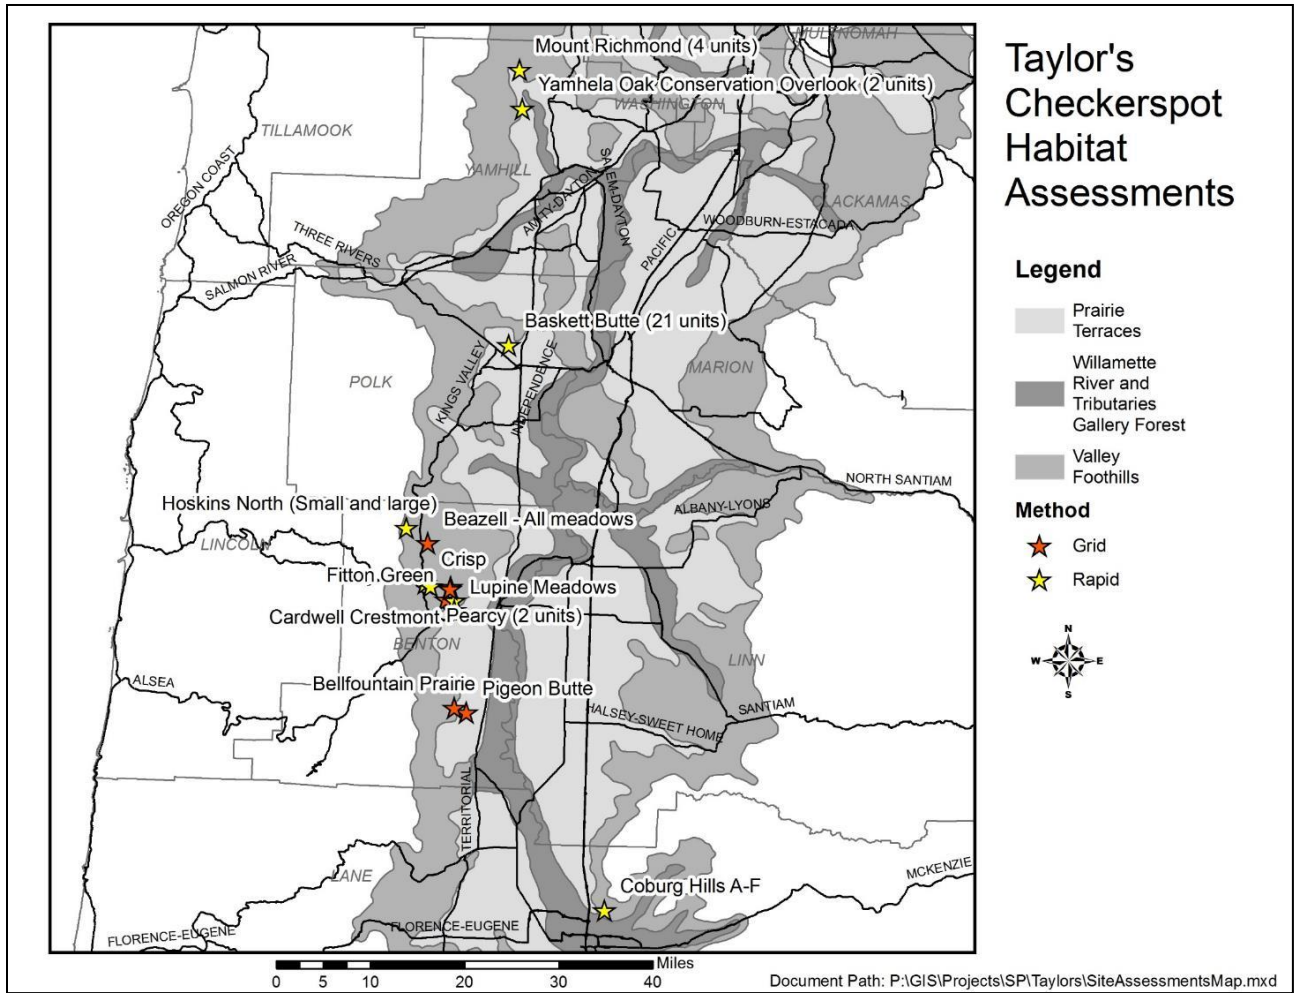 Taylor's
Checkerspot
Habitat
Assessments
Legend
Prairie
Terraces
Willamette
River and
Tributaries
Gallery Forest
Valley
Foothills
Method
Grid
Rapid
N
W E
S
MULTNOMAH
Mount Richmond (4 units)
Yamhela Oak Conservation Overlook (2 units)
WASHINGTON
TILLAMOOK
YAMHILL
OREGON COAST
SALEM-DAYTON
AMITY-DAYTON
CLACKAMAS
WOODBURN-ESTACADA
PACIFIC
THREE RIVERS
SALMON RIVER
Baskett Butte (21 units)
KINGS VALLEY
INDEPENDENCE
MARION
POLK
NORTH SANTIAM
ALBANY-LYONS
Hoskins North (Small and large)
Beazell - All meadows
LINCOLN
Crisp
Fitton Green
Lupine Meadows
Cardwell Crestmont
Pearcy (2 units)
BENTON
LINN
ALSEA
Bellfountain Prairie
Pigeon Butte
SANTIAM
HALSEY-SWEET HOME
TERRITORIAL
LANE
Coburg Hills A-F
MCKENZIE
FLORENCE-EUGENE
FLORENCE-EUGENE
Miles
0 5 10 20 30 40
Document Path: P:\GIS\Projects\SP\Taylors\SiteAssessmentsMap.mxd